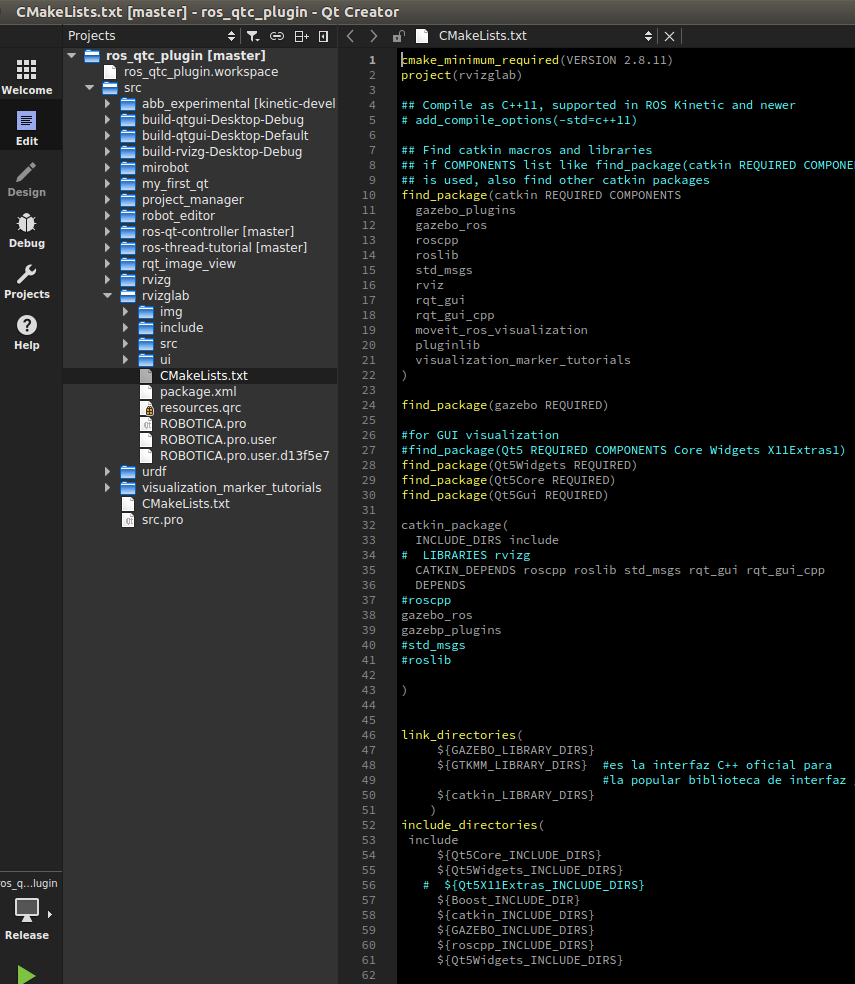 CMakeLists.txt [master] - ros_qtc_plugin - Qt Creator
Projects
CMakeLists.txt
Welcome
Edit
Design
Debug
Projects
Help
ros_q...lugin
Release
ros_qtc_plugin [master]
ros_qtc_plugin.workspace
src
abb_experimental [kinetic-devel
build-qtgui-Desktop-Debug
build-qtgui-Desktop-Default
build-rvizg-Desktop-Debug
mirobot
my_first_qt
project_manager
robot_editor
ros-qt-controller [master]
ros-thread-tutorial [master]
rqt_image_view
rvizg
rvizglab
img
include
src
ui
CMakeLists.txt
package.xml
resources.qrc
ROBOTICA.pro
ROBOTICA.pro.user
ROBOTICA.pro.user.d13f5e7
urdf
visualization_marker_tutorials
CMakeLists.txt
src.pro
1 cmake_minimum_required(VERSION 2.8.11)
2 project(rvizglab)
3
4 ## Compile as C++11, supported in ROS Kinetic and newer
5 # add_compile_options(-std=c++11)
6
7 ## Find catkin macros and libraries
8 ## if COMPONENTS list like find_package(catkin REQUIRED COMPONE
9 ## is used, also find other catkin packages
10 find_package(catkin REQUIRED COMPONENTS
11 gazebo_plugins
12 gazebo_ros
13 roscpp
14 roslib
15 std_msgs
16 rviz
17 rqt_gui
18 rqt_gui_cpp
19 moveit_ros_visualization
20 pluginlib
21 visualization_marker_tutorials
22 )
23
24 find_package(gazebo REQUIRED)
25
26 #for GUI visualization
27 #find_package(Qt5 REQUIRED COMPONENTS Core Widgets X11Extras1)
28 find_package(Qt5Widgets REQUIRED)
29 find_package(Qt5Core REQUIRED)
30 find_package(Qt5Gui REQUIRED)
31
32 catkin_package(
33 INCLUDE_DIRS include
34 # LIBRARIES rvizg
35 CATKIN_DEPENDS roscpp roslib std_msgs rqt_gui rqt_gui_cpp
36 DEPENDS
37 #roscpp
38 gazebo_ros
39 gazebp_plugins
40 #std_msgs
41 #roslib
42
43 )
44
45
46 link_directories(
47 ${GAZEBO_LIBRARY_DIRS}
48 ${GTKMM_LIBRARY_DIRS} #es la interfaz C++ oficial para
49 #la popular biblioteca de interfaz
50 ${catkin_LIBRARY_DIRS}
51 )
52 include_directories(
53 include
54 ${Qt5Core_INCLUDE_DIRS}
55 ${Qt5Widgets_INCLUDE_DIRS}
56 # ${Qt5X11Extras_INCLUDE_DIRS}
57 ${Boost_INCLUDE_DIR}
58 ${catkin_INCLUDE_DIRS}
59 ${GAZEBO_INCLUDE_DIRS}
60 ${roscpp_INCLUDE_DIRS}
61 ${Qt5Widgets_INCLUDE_DIRS}
62